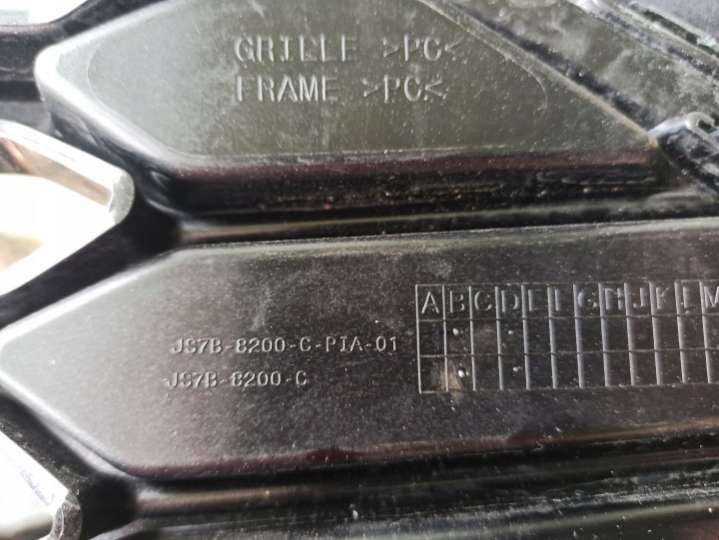 GRILLE >PC<
FRAME >PC<
A B C D E F G H J K L M
JS7B-8200-C-PIA-01
JS7B-8200-C